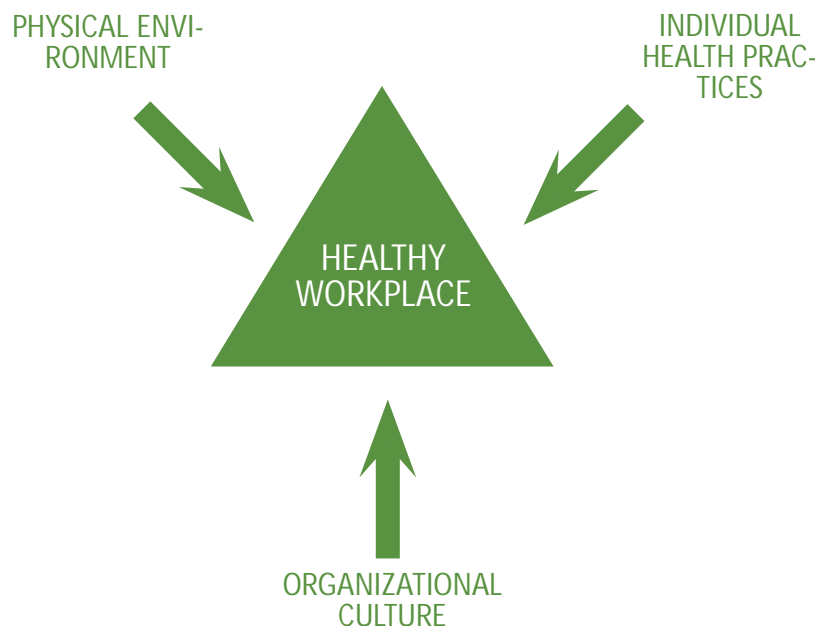 PHYSICAL ENVI-
RONMENT
INDIVIDUAL
HEALTH PRAC-
TICES
HEALTHY
WORKPLACE
ORGANIZATIONAL
CULTURE